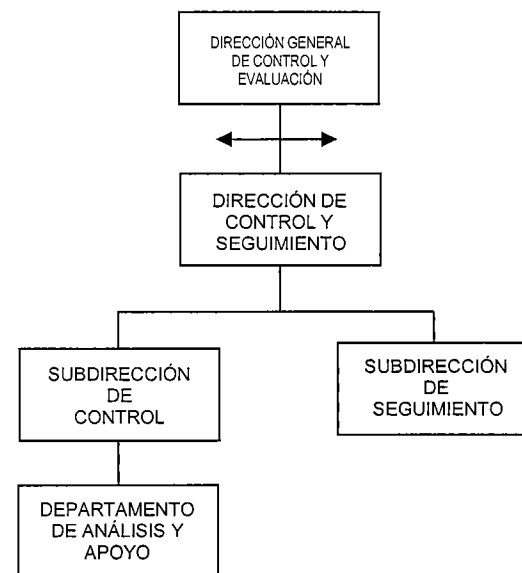 DIRECCIÓN GENERAL
DE CONTROL Y
EVALUACIÓN
DIRECCIÓN DE
CONTROL Y
SEGUIMIENTO
SUBDIRECCIÓN
DE
CONTROL
SUBDIRECCIÓN
DE
SEGUIMIENTO
DEPARTAMENTO
DE ANÁLISIS Y
APOYO